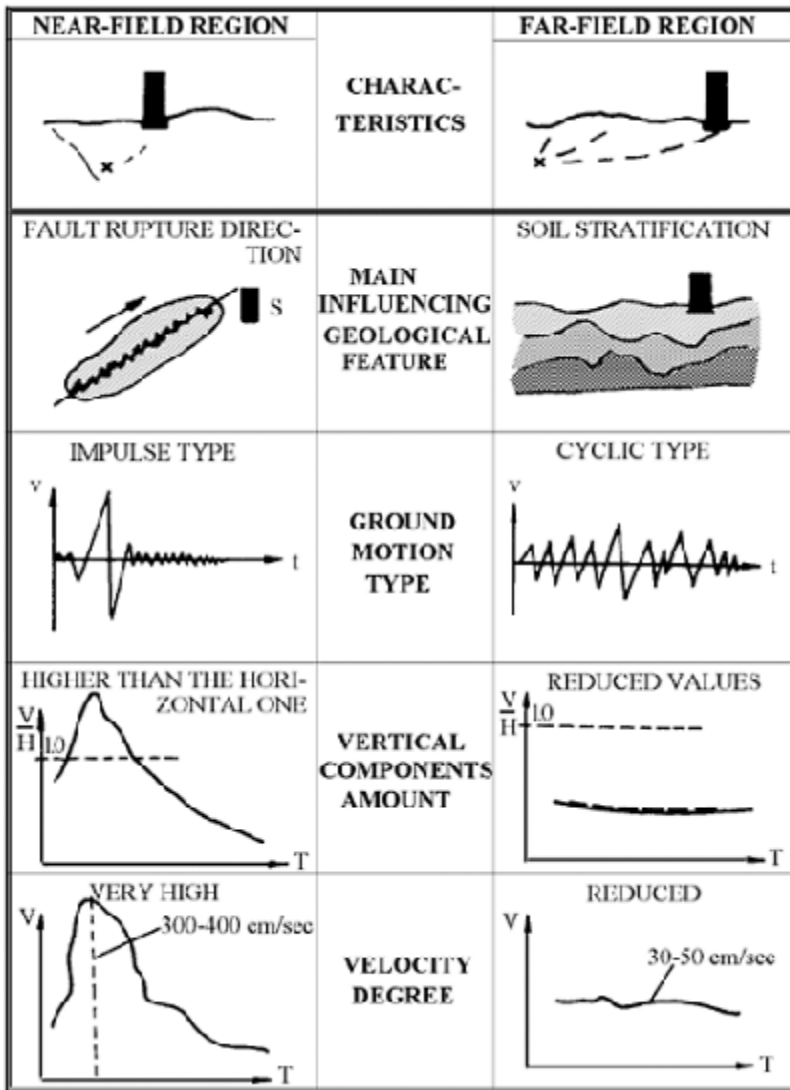 NEAR-FIELD REGION
FAR-FIELD REGION
CHARAC-
TERISTICS
FAULT RUPTURE DIREC-
TION
S
MAIN
INFLUENCING
GEOLOGICAL
FEATURE
SOIL STRATIFICATION
IMPULSE TYPE
v
t
GROUND
MOTION
TYPE
CYCLIC TYPE
v
t
HIGHER THAN THE HORI-
ZONTAL ONE
V
H
1.0
T
VERTICAL
COMPONENTS
AMOUNT
REDUCED VALUES
V
H
1.0
T
VERY HIGH
V
300-400 cm/sec
T
VELOCITY
DEGREE
REDUCED
V
30-50 cm/sec
T